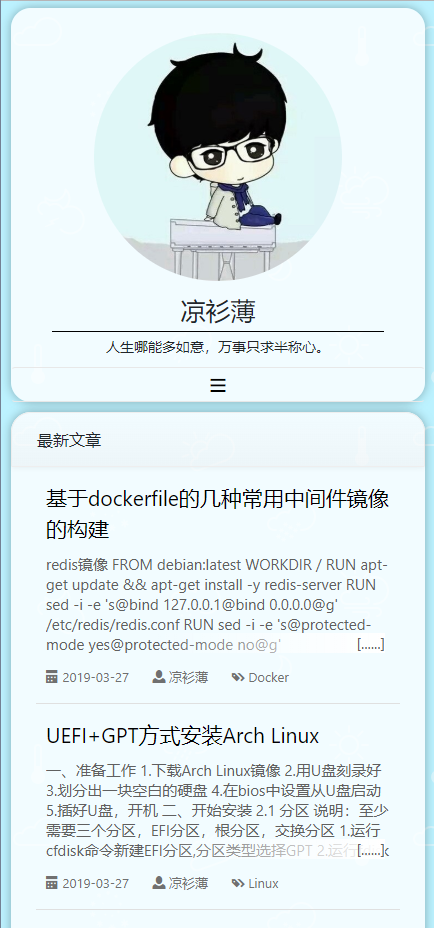 凉衫薄
人生哪能多如意，万事只求半称心。
最新文章
基于dockerfile的几种常用中间件镜像
的构建
redis镜像 FROM debian:latest WORKDIR / RUN apt-
get update && apt-get install -y redis-server RUN
sed -i -e 's@bind 127.0.0.1@bind 0.0.0.0@g'
/etc/redis/redis.conf RUN sed -i -e 's@protected-
mode yes@protected-mode no@g' [......]
2019-03-27 凉衫薄 Docker
UEFI+GPT方式安装Arch Linux
一、准备工作 1.下载Arch Linux镜像 2.用U盘刻录好
3.划分出一块空白的硬盘 4.在bios中设置从U盘启动
5.插好U盘，开机 二、开始安装 2.1 分区 说明：至少
需要三个分区，EFI分区，根分区，交换分区 1.运行
cfdisk命令新建EFI分区,分区类型选择GPT 2.运行[......]
2019-03-27 凉衫薄 Linux